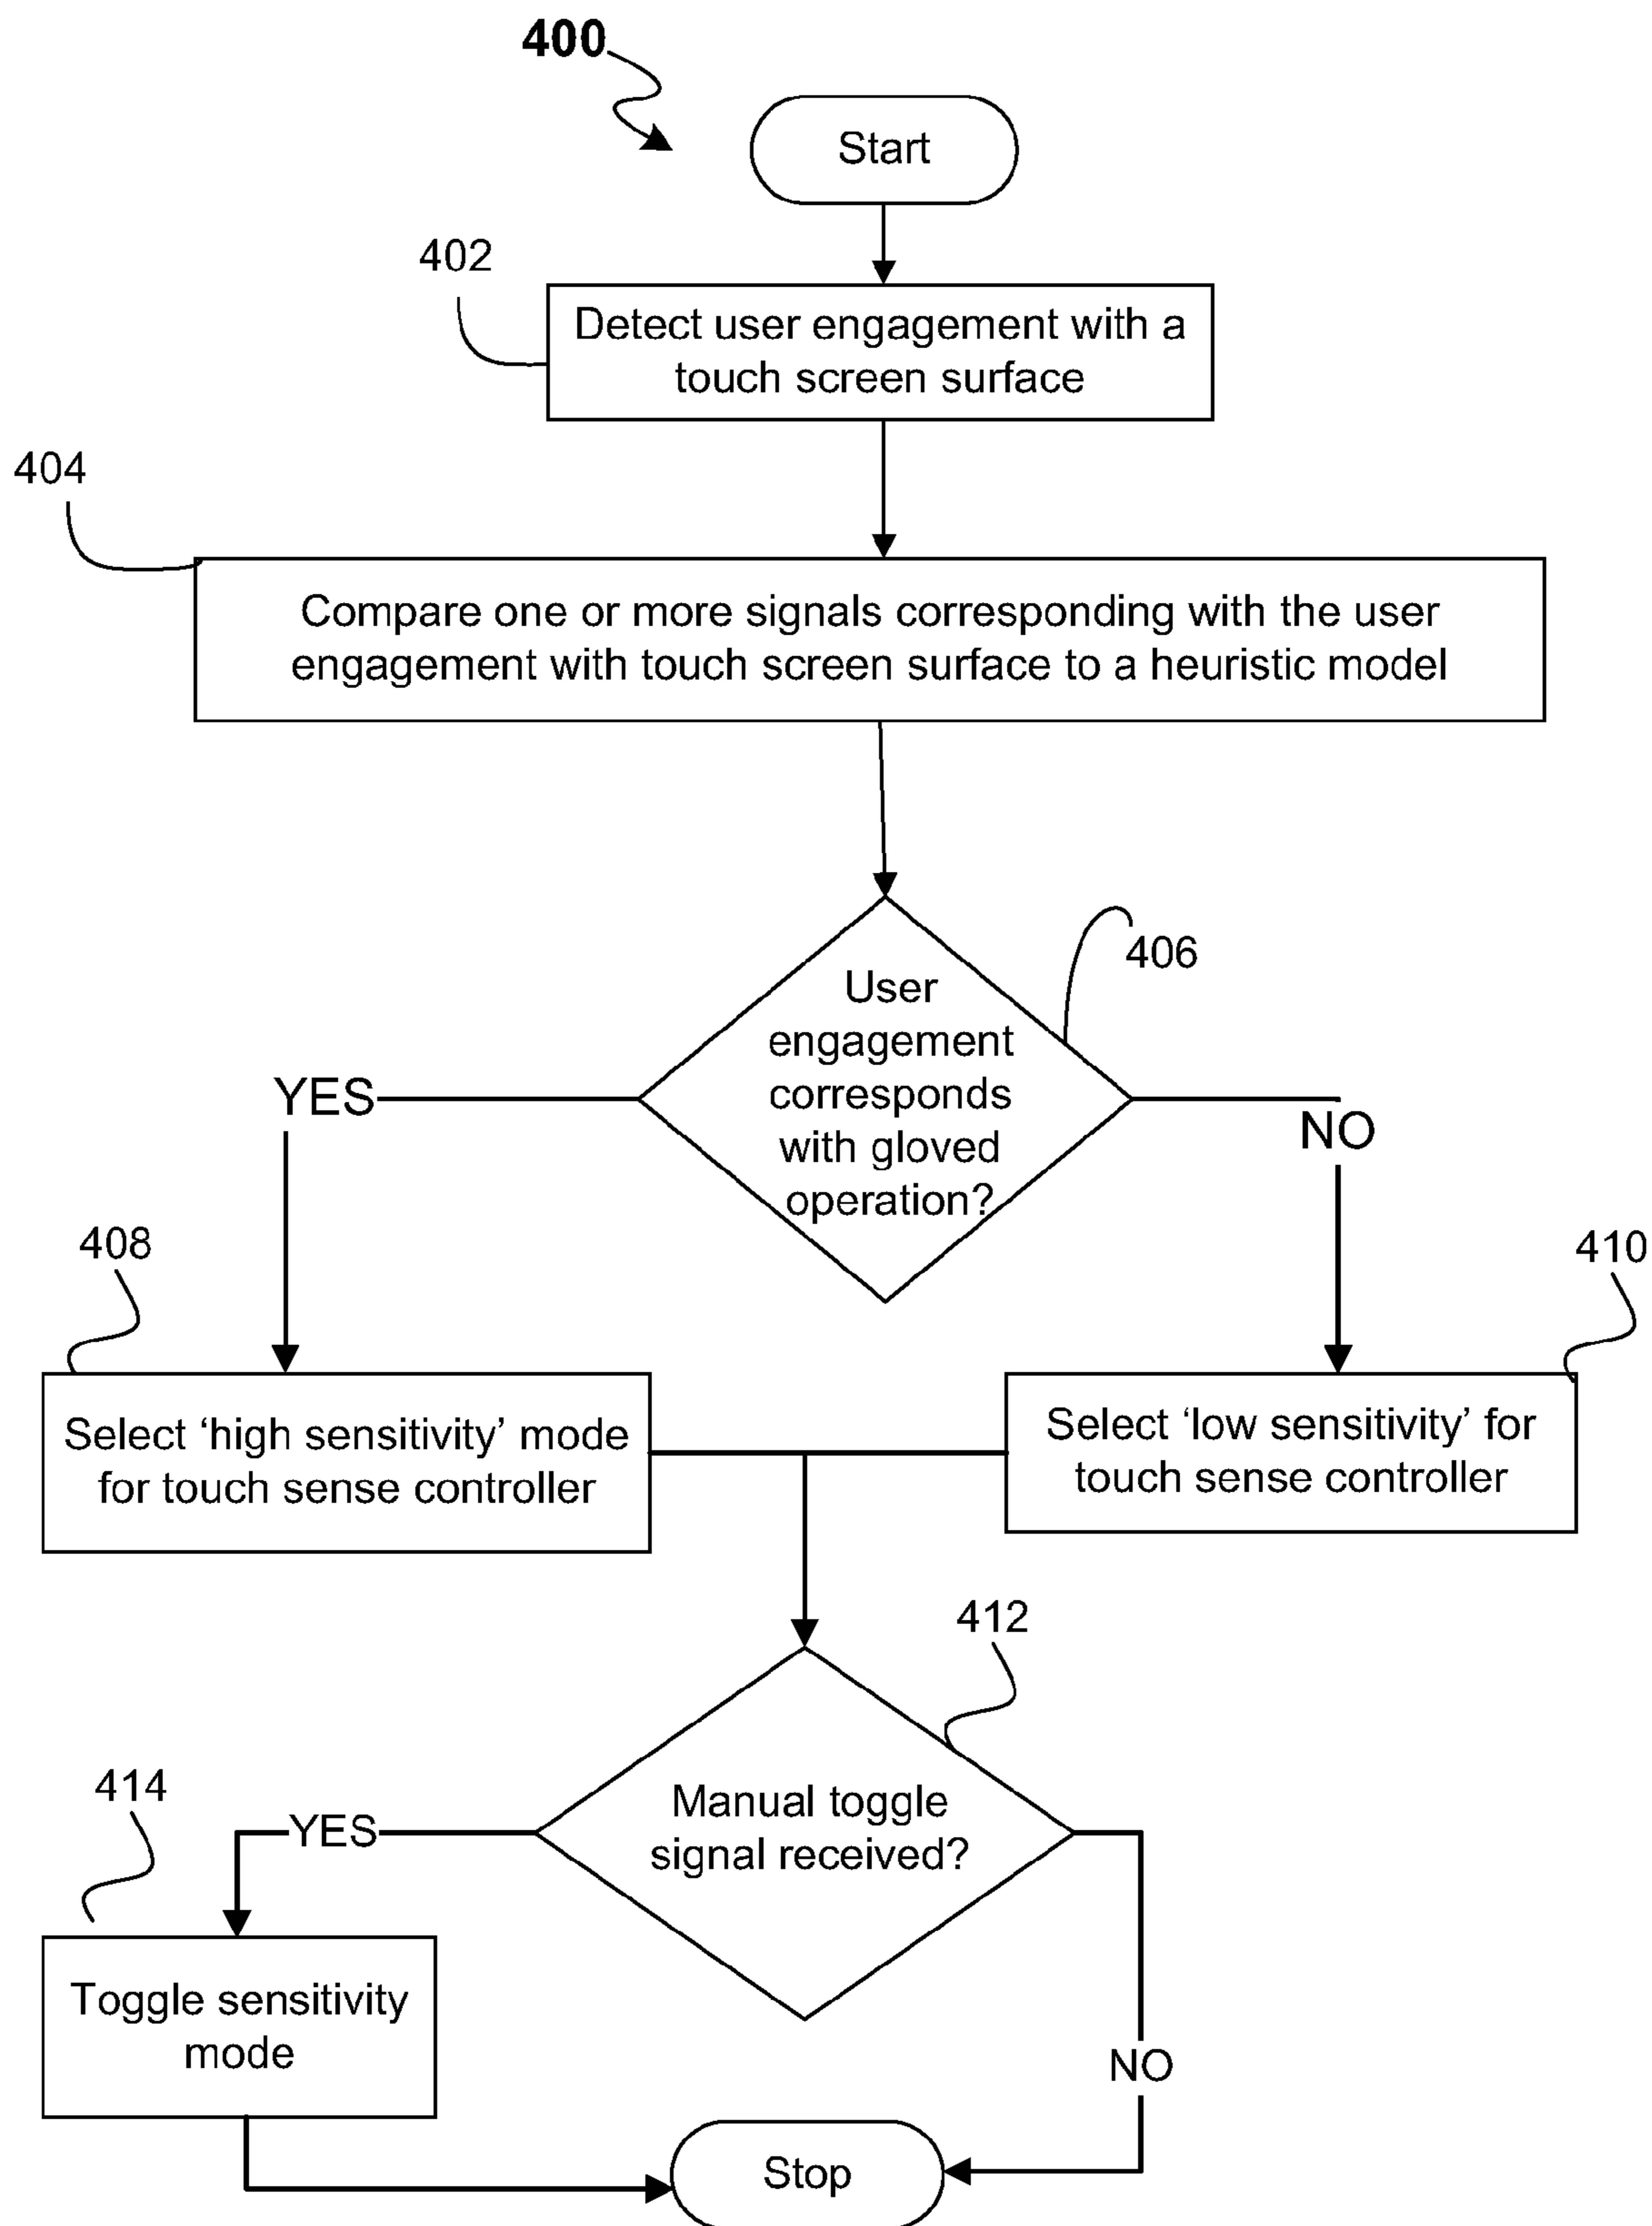 400
Start
402
Detect user engagement with a
touch screen surface
404
Compare one or more signals corresponding with the user
engagement with touch screen surface to a heuristic model
406
User
engagement
corresponds
with gloved
operation?
YES
NO
408
410
Select ‘high sensitivity’ mode
for touch sense controller
Select ‘low sensitivity’ for
touch sense controller
412
Manual toggle
signal received?
414
YES
Toggle sensitivity
mode
NO
Stop